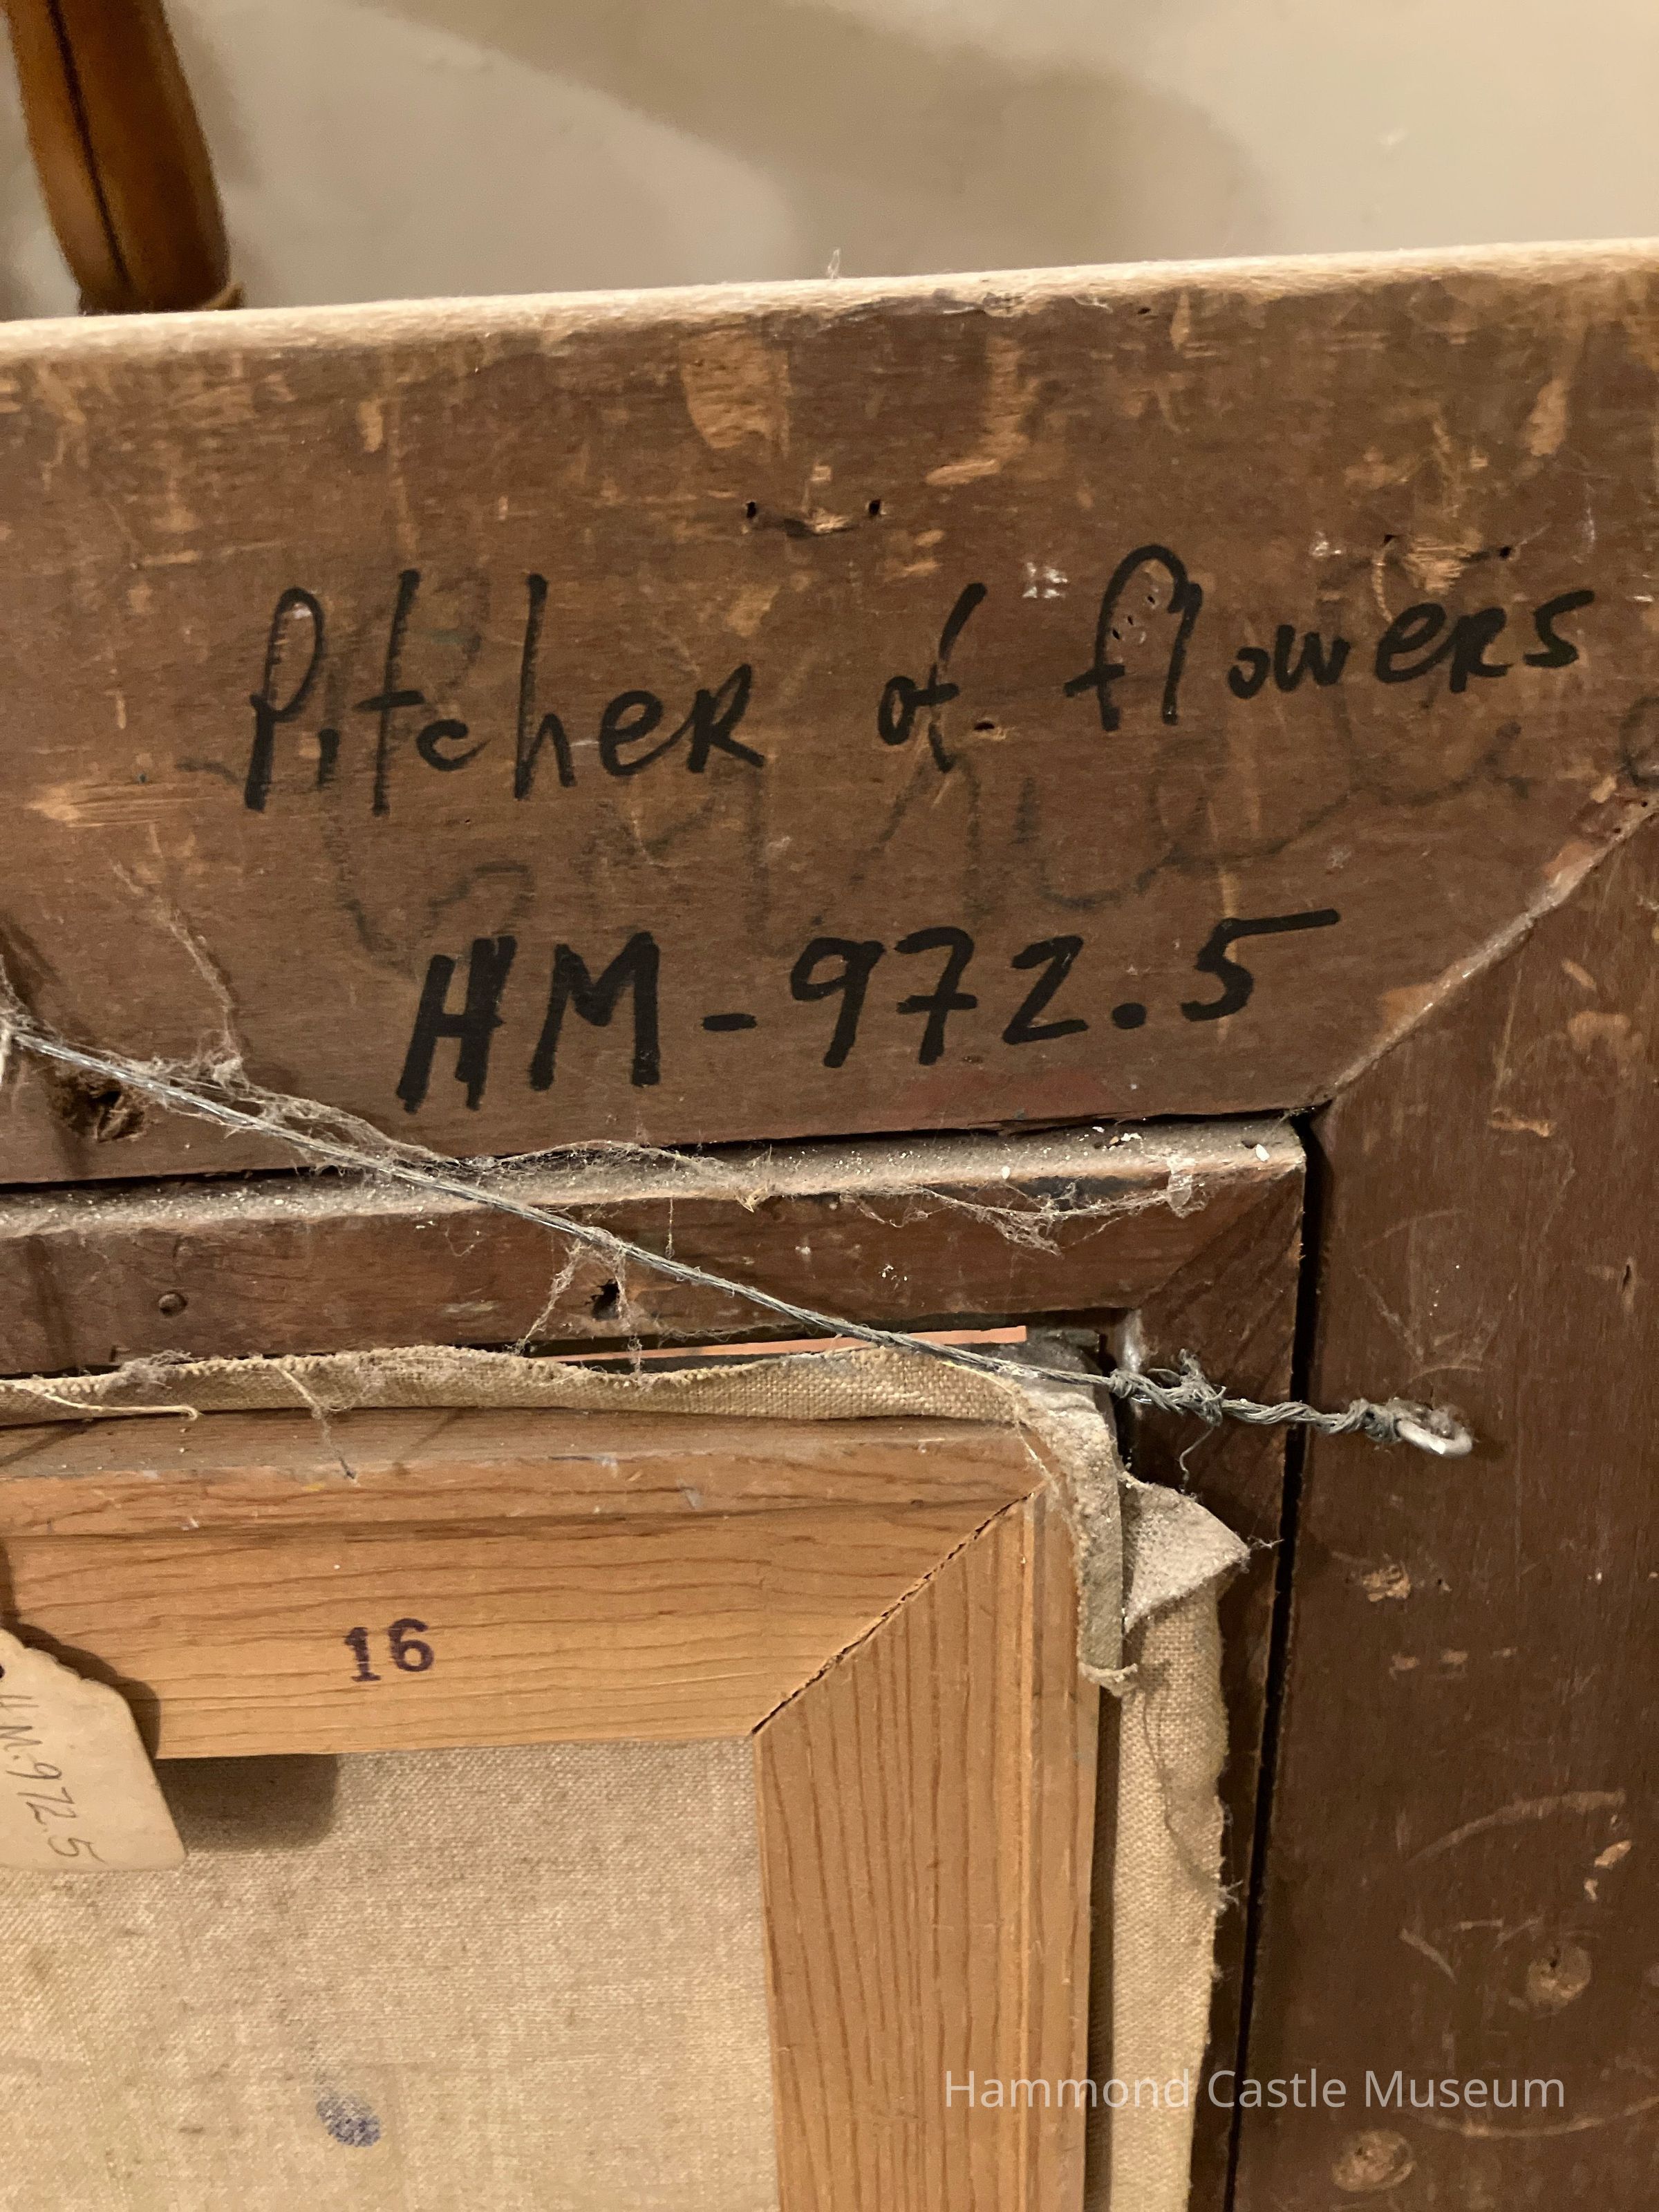 Pitcher of flowers
HM-972.5
16
HM.972.5
Hammond Castle Museum